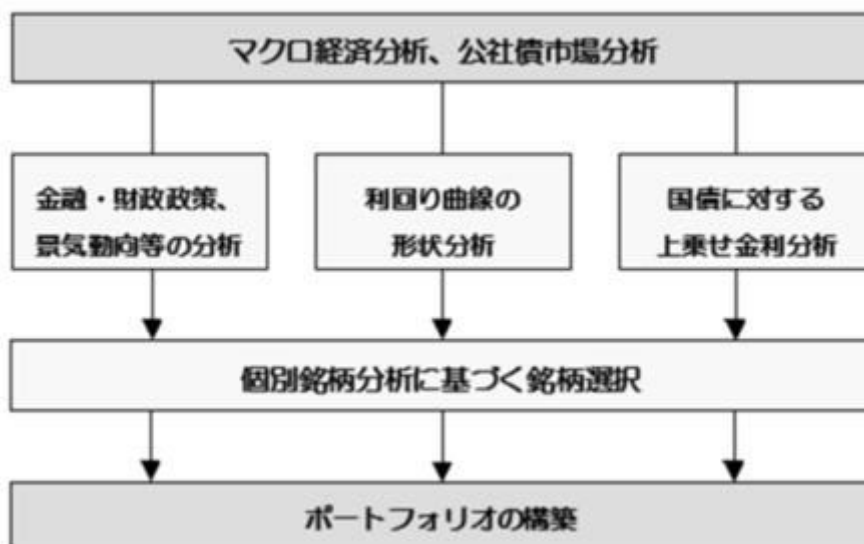 マクロ経済分析、公社債市場分析
金融・財政政策、
景気動向等の分析
利回り曲線の
形状分析
国債に対する
上乗せ金利分析
個別銘柄分析に基づく銘柄選択
ポートフォリオの構築